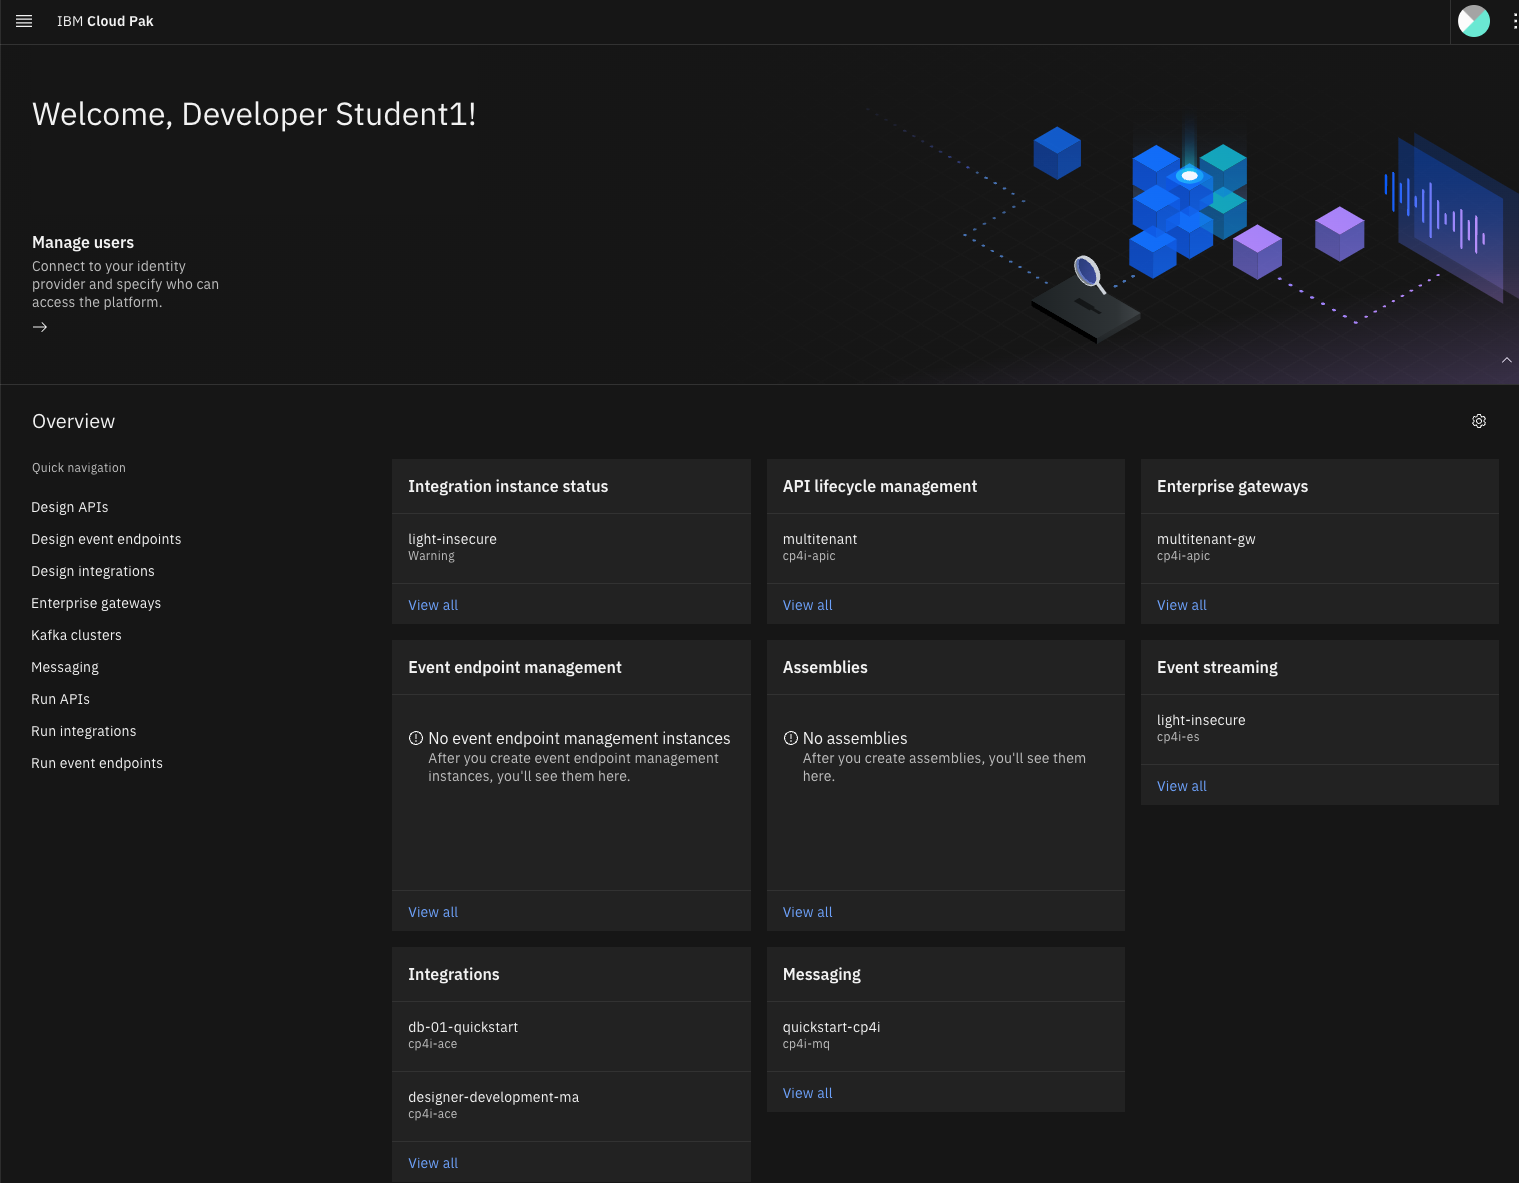 IBM Cloud Pak
Welcome, Developer Student1!
Manage users
Connect to your identity
provider and specify who can
access the platform.
Overview
Quick navigation
Design APIs
Design event endpoints
Design integrations
Enterprise gateways
Kafka clusters
Messaging
Run APIs
Run integrations
Run event endpoints
Integration instance status
light-insecure
Warning
View all
API lifecycle management
multitenant
cp4i-apic
View all
Enterprise gateways
multitenant-gw
cp4i-apic
View all
Event endpoint management
No event endpoint management instances
After you create event endpoint management
instances, you'll see them here.
View all
Assemblies
No assemblies
After you create assemblies, you'll see them
here.
View all
Event streaming
light-insecure
cp4i-es
View all
Integrations
db-01-quickstart
cp4i-ace
designer-development-ma
cp4i-ace
View all
Messaging
quickstart-cp4i
cp4i-mq
View all